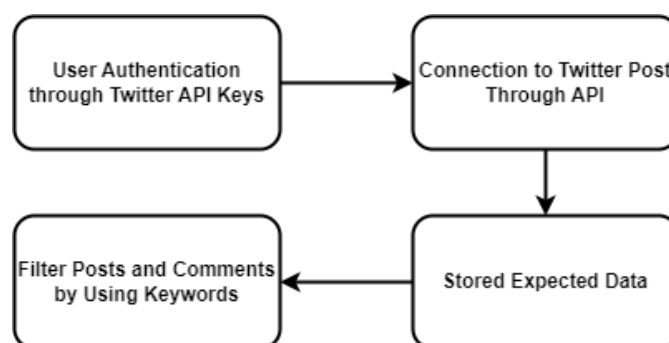 User Authentication
through Twitter API Keys
Connection to Twitter Post
Through API
Filter Posts and Comments
by Using Keywords
Stored Expected Data